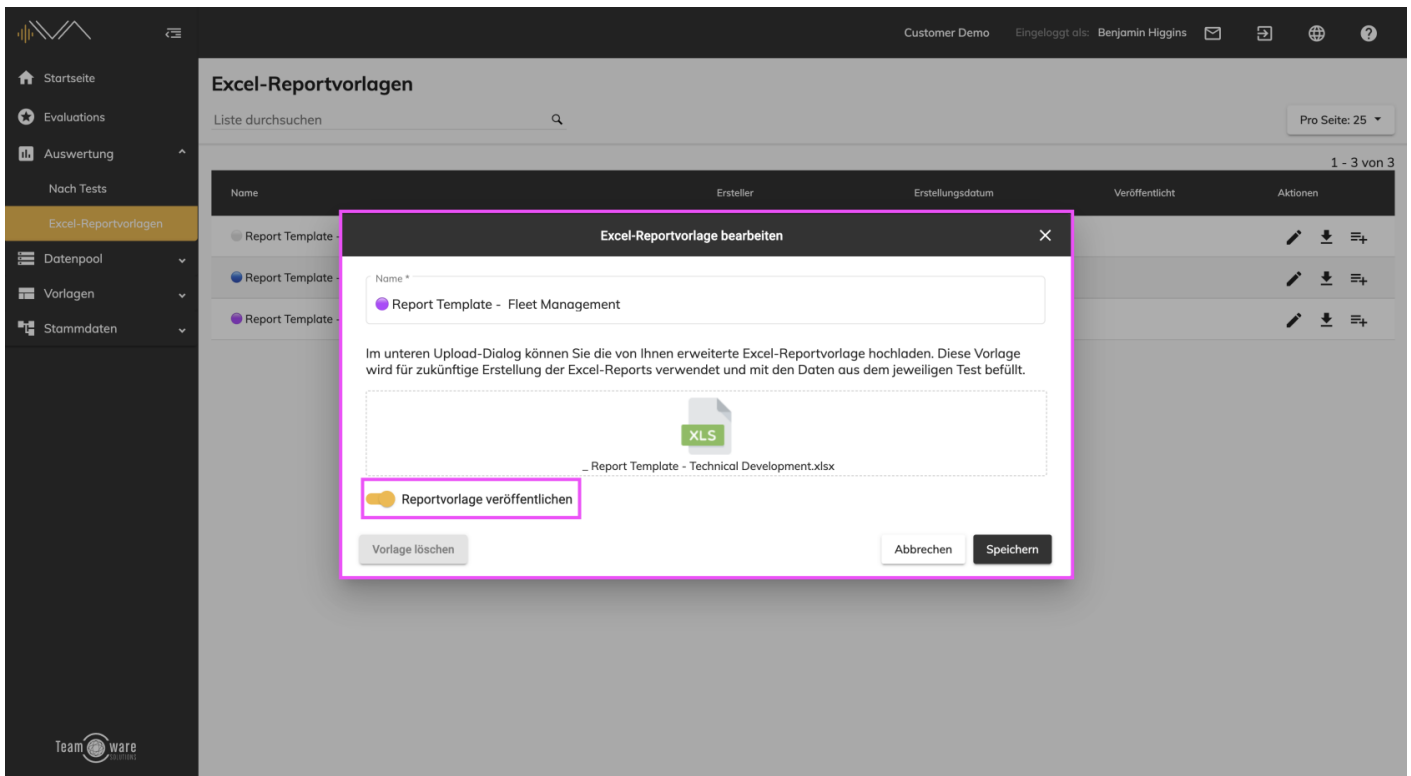 Customer Demo Eingeloggt als: Benjamin Higgins
Startseite
Evaluations
Auswertung
Nach Tests
Excel-Reportvorlagen
Datenpool
Vorlagen
Stammdaten
Team ware
SOLUTIONS
Excel-Reportvorlagen
Liste durchsuchen
Pro Seite: 25
1 - 3 von 3
Name Ersteller Erstellungsdatum Veröffentlicht Aktionen
Report Template -
Report Template -
Report Template -
Excel-Reportvorlage bearbeiten
Name *
Report Template - Fleet Management
Im unteren Upload-Dialog können Sie die von Ihnen erweiterte Excel-Reportvorlage hochladen. Diese Vorlage
wird für zukünftige Erstellung der Excel-Reports verwendet und mit den Daten aus dem jeweiligen Test befüllt.
XLS
_ Report Template - Technical Development.xlsx
Reportvorlage veröffentlichen
Vorlage löschen
Abbrechen
Speichern